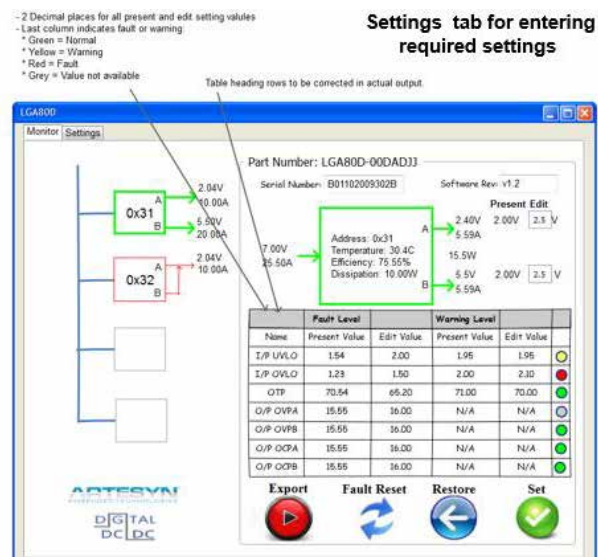 - 2 Decimal places for all present and edit setting valules
- Last column indicates fault or warning:
* Green = Normal
* Yellow = Warning
* Red = Fault
* Grey = Value not available
Settings tab for entering
required settings
Table heading rows to be corrected in actual output.
LGA80D
Monitor Settings
Part Number: LGA80D-00DADJJ
Serial Number: B01102009302B Software Rev: v1.2
0x31 A B
2.04V
10.00A
5.50V
20.00A
0x32 A B
2.04V
10.00A
7.00V
25.50A
Address: 0x31
Temperature: 30.4C
Efficiency: 75.55%
Dissipation: 10.00W
A
B
Present Edit
2.40V 2.00V 2.5 V
5.59A
15.5W
5.5V 2.00V 2.5 V
5.59A
Fault Level Warning Level
Name Present Value Edit Value Present Value Edit Value
I/P UVLO 1.54 2.00 1.95 1.95
I/P OVLO 1.23 1.50 2.00 2.10
OTP 70.54 65.20 71.00 70.00
O/P OVPA 15.55 16.00 N/A N/A
O/P OVPB 15.55 16.00 N/A N/A
O/P OCPA 15.55 16.00 N/A N/A
O/P OCPB 15.55 16.00 N/A N/A
ARTESYN
DIGITAL
DC DC
Export Fault Reset Restore Set